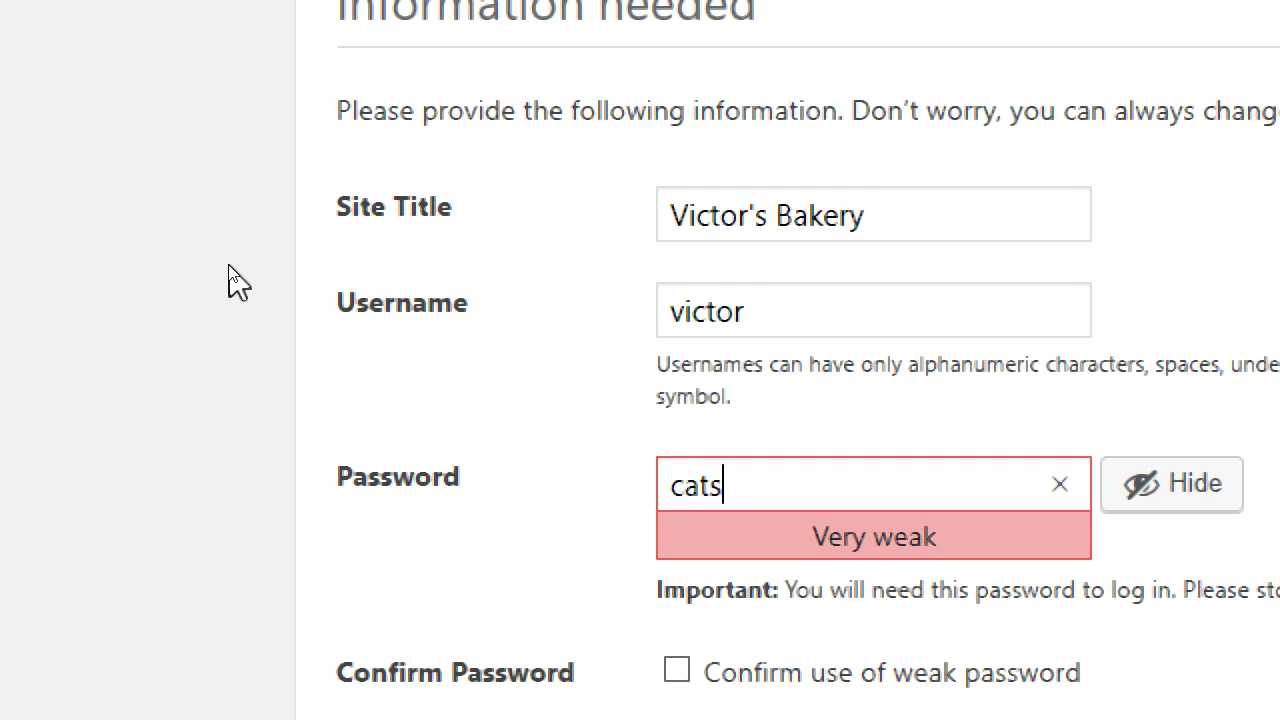 Information needed
Please provide the following information. Don’t worry, you can always chang
Site Title
Victor's Bakery
Username
victor
Usernames can have only alphanumeric characters, spaces, unde
symbol.
Password
cats
Hide
Very weak
Important: You will need this password to log in. Please sto
Confirm Password
Confirm use of weak password